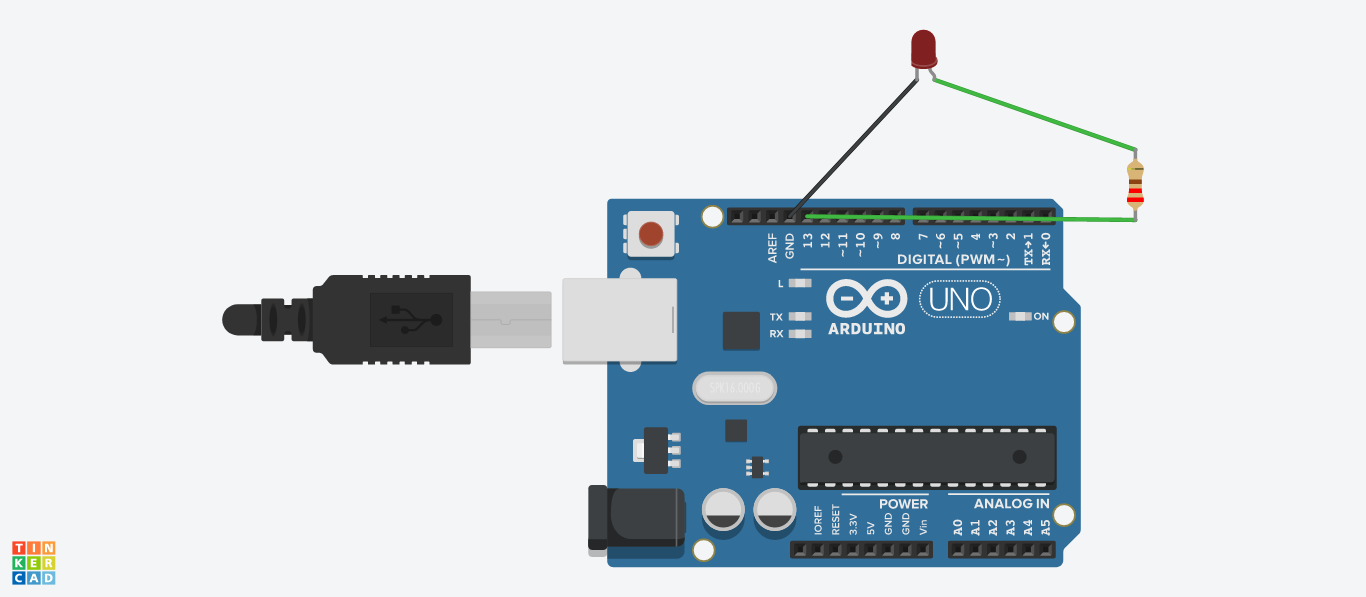 AREF
GND
13
12
~11
~10
~9
8
7
~6
~5
4
~3
2
TX→1
RX←0
DIGITAL (PWM~)
L
TX
RX
ARDUINO
UNO
ON
POWER
ANALOG IN
IOREF
RESET
3.3V
5V
GND
GND
Vin
A0
A1
A2
A3
A4
A5
TIN
KER
CAD